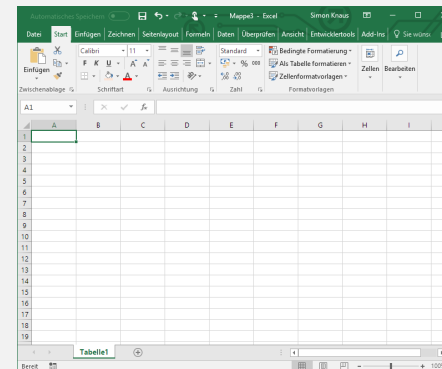 Automatisches Speichern Mappe3 - Excel Simon Knaus
Datei Start Einfügen Zeichnen Seitenlayout Formeln Daten Überprüfen Ansicht Entwicklertools Add-Ins Sie wünsc
Calibri 11 Standard Bedingte Formatierung
F K U A A A % 000 Als Tabelle formatieren
Einfügen Zellenformatvorlagen Zellen Bearbeiten
Zwischenablage Schriftart Ausrichtung Zahl Formatvorlagen
A1 fx
A B C D E F G H I
1
2
3
4
5
6
7
8
9
10
11
12
13
14
15
16
17
18
19
Tabelle1
Bereit 100%